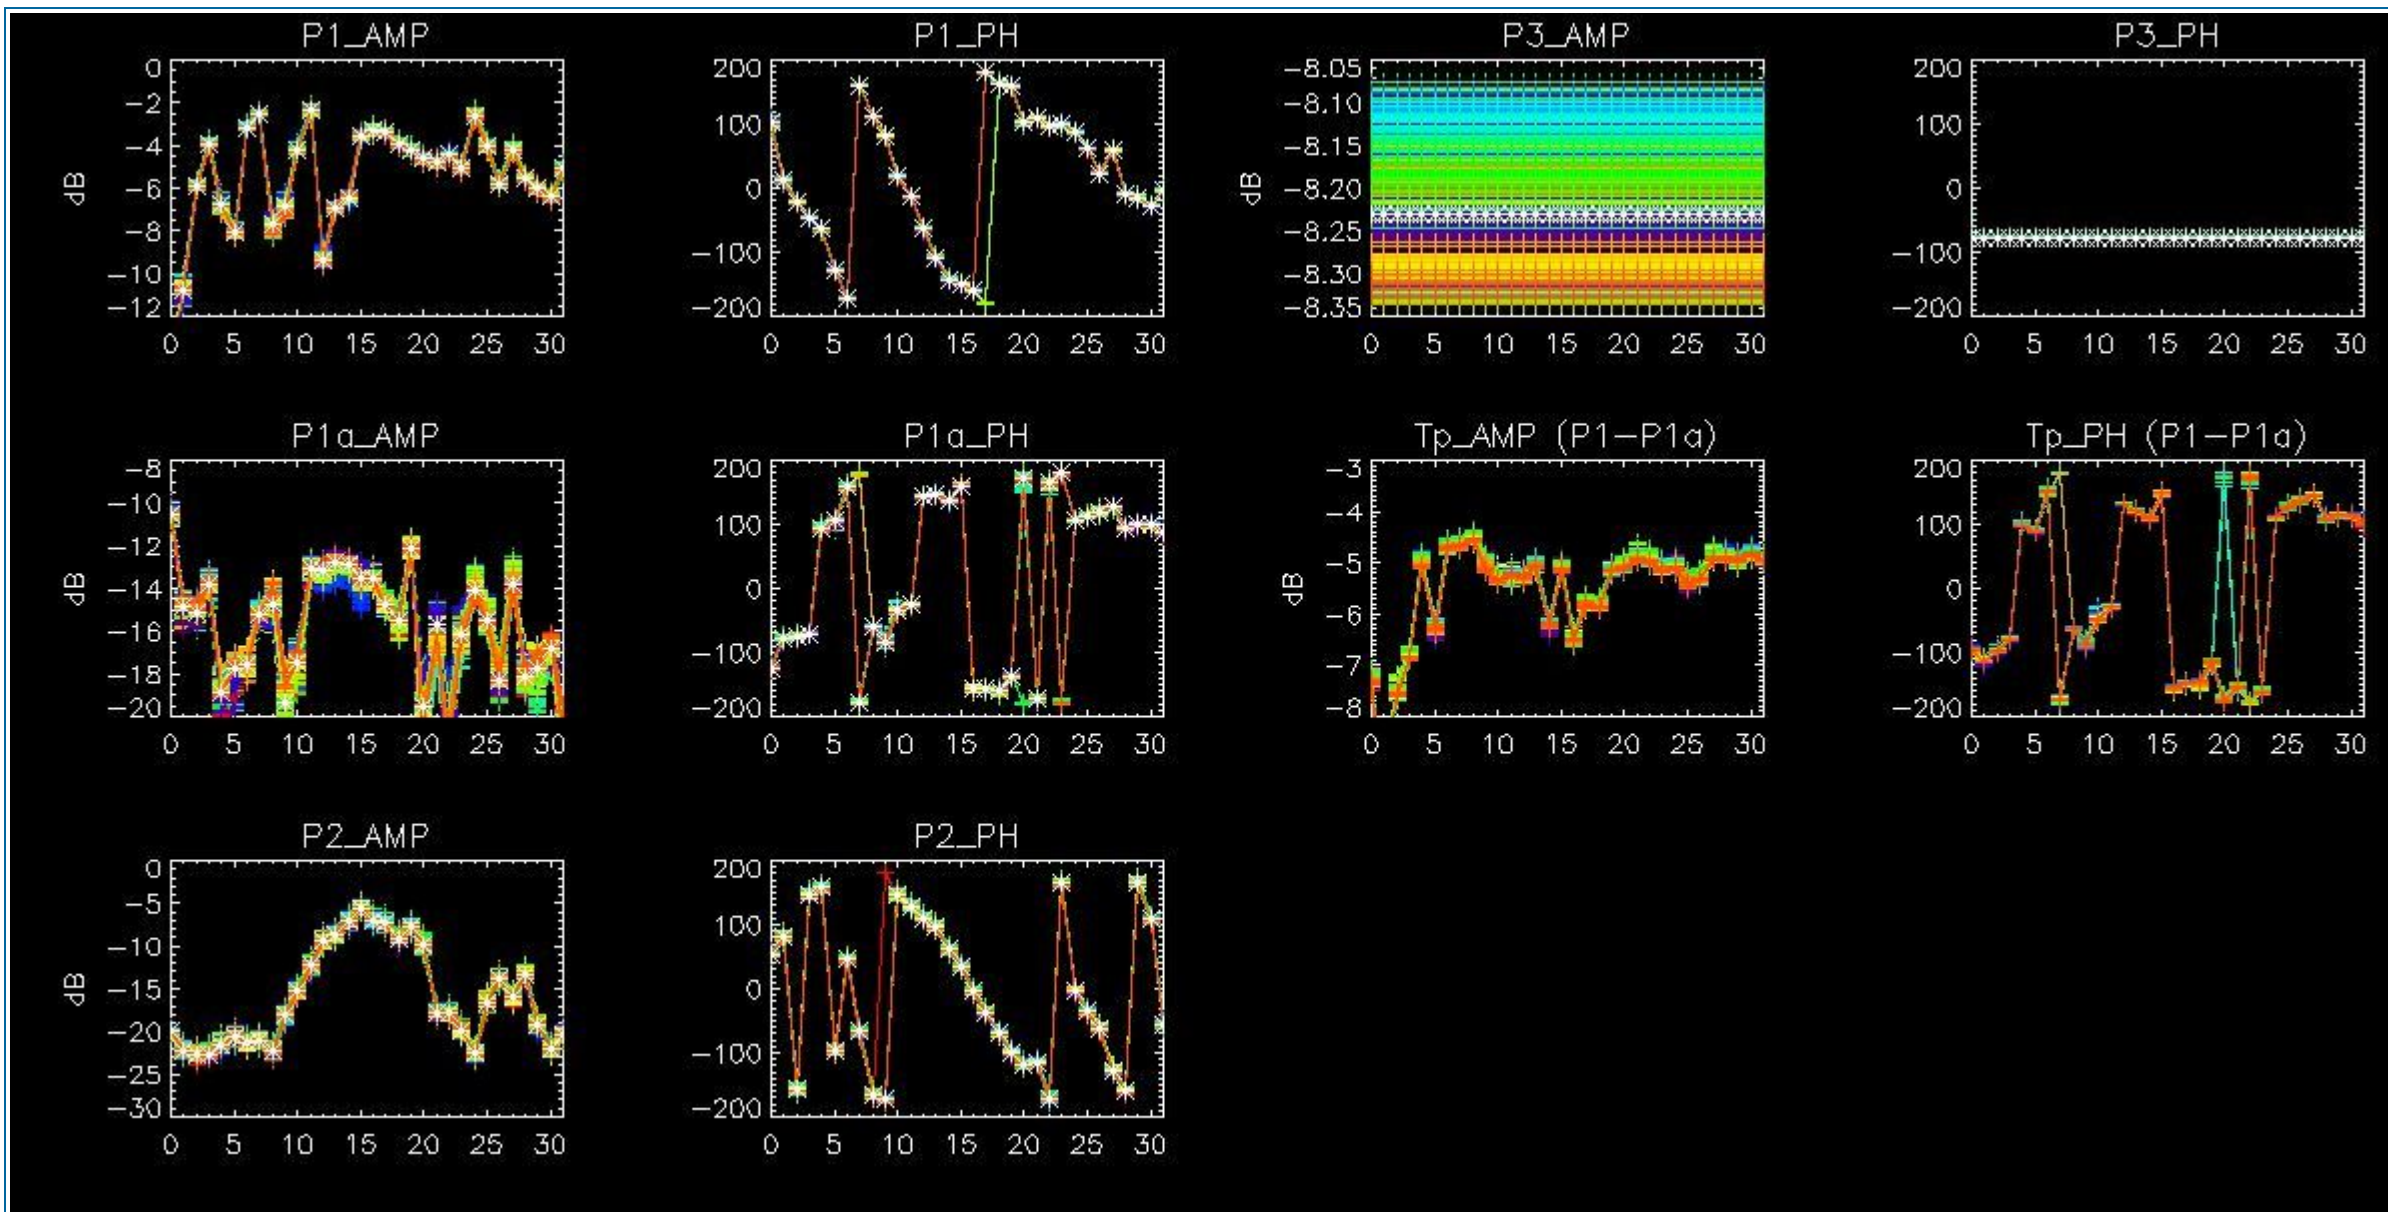 P1_AMP
0
−2
−4
−6
−8
−10
−12
dB
0 5 10 15 20 25 30
P1_PH
200
100
0
−100
−200
0 5 10 15 20 25 30
P3_AMP
−8.05
−8.10
−8.15
−8.20
−8.25
−8.30
−8.35
dB
0 5 10 15 20 25 30
P3_PH
200
100
0
−100
−200
0 5 10 15 20 25 30
P1a_AMP
−8
−10
−12
−14
−16
−18
−20
dB
0 5 10 15 20 25 30
P1a_PH
200
100
0
−100
−200
0 5 10 15 20 25 30
Tp_AMP (P1−P1a)
−3
−4
−5
−6
−7
−8
dB
0 5 10 15 20 25 30
Tp_PH (P1−P1a)
200
100
0
−100
−200
0 5 10 15 20 25 30
P2_AMP
0
−5
−10
−15
−20
−25
−30
dB
0 5 10 15 20 25 30
P2_PH
200
100
0
−100
−200
0 5 10 15 20 25 30